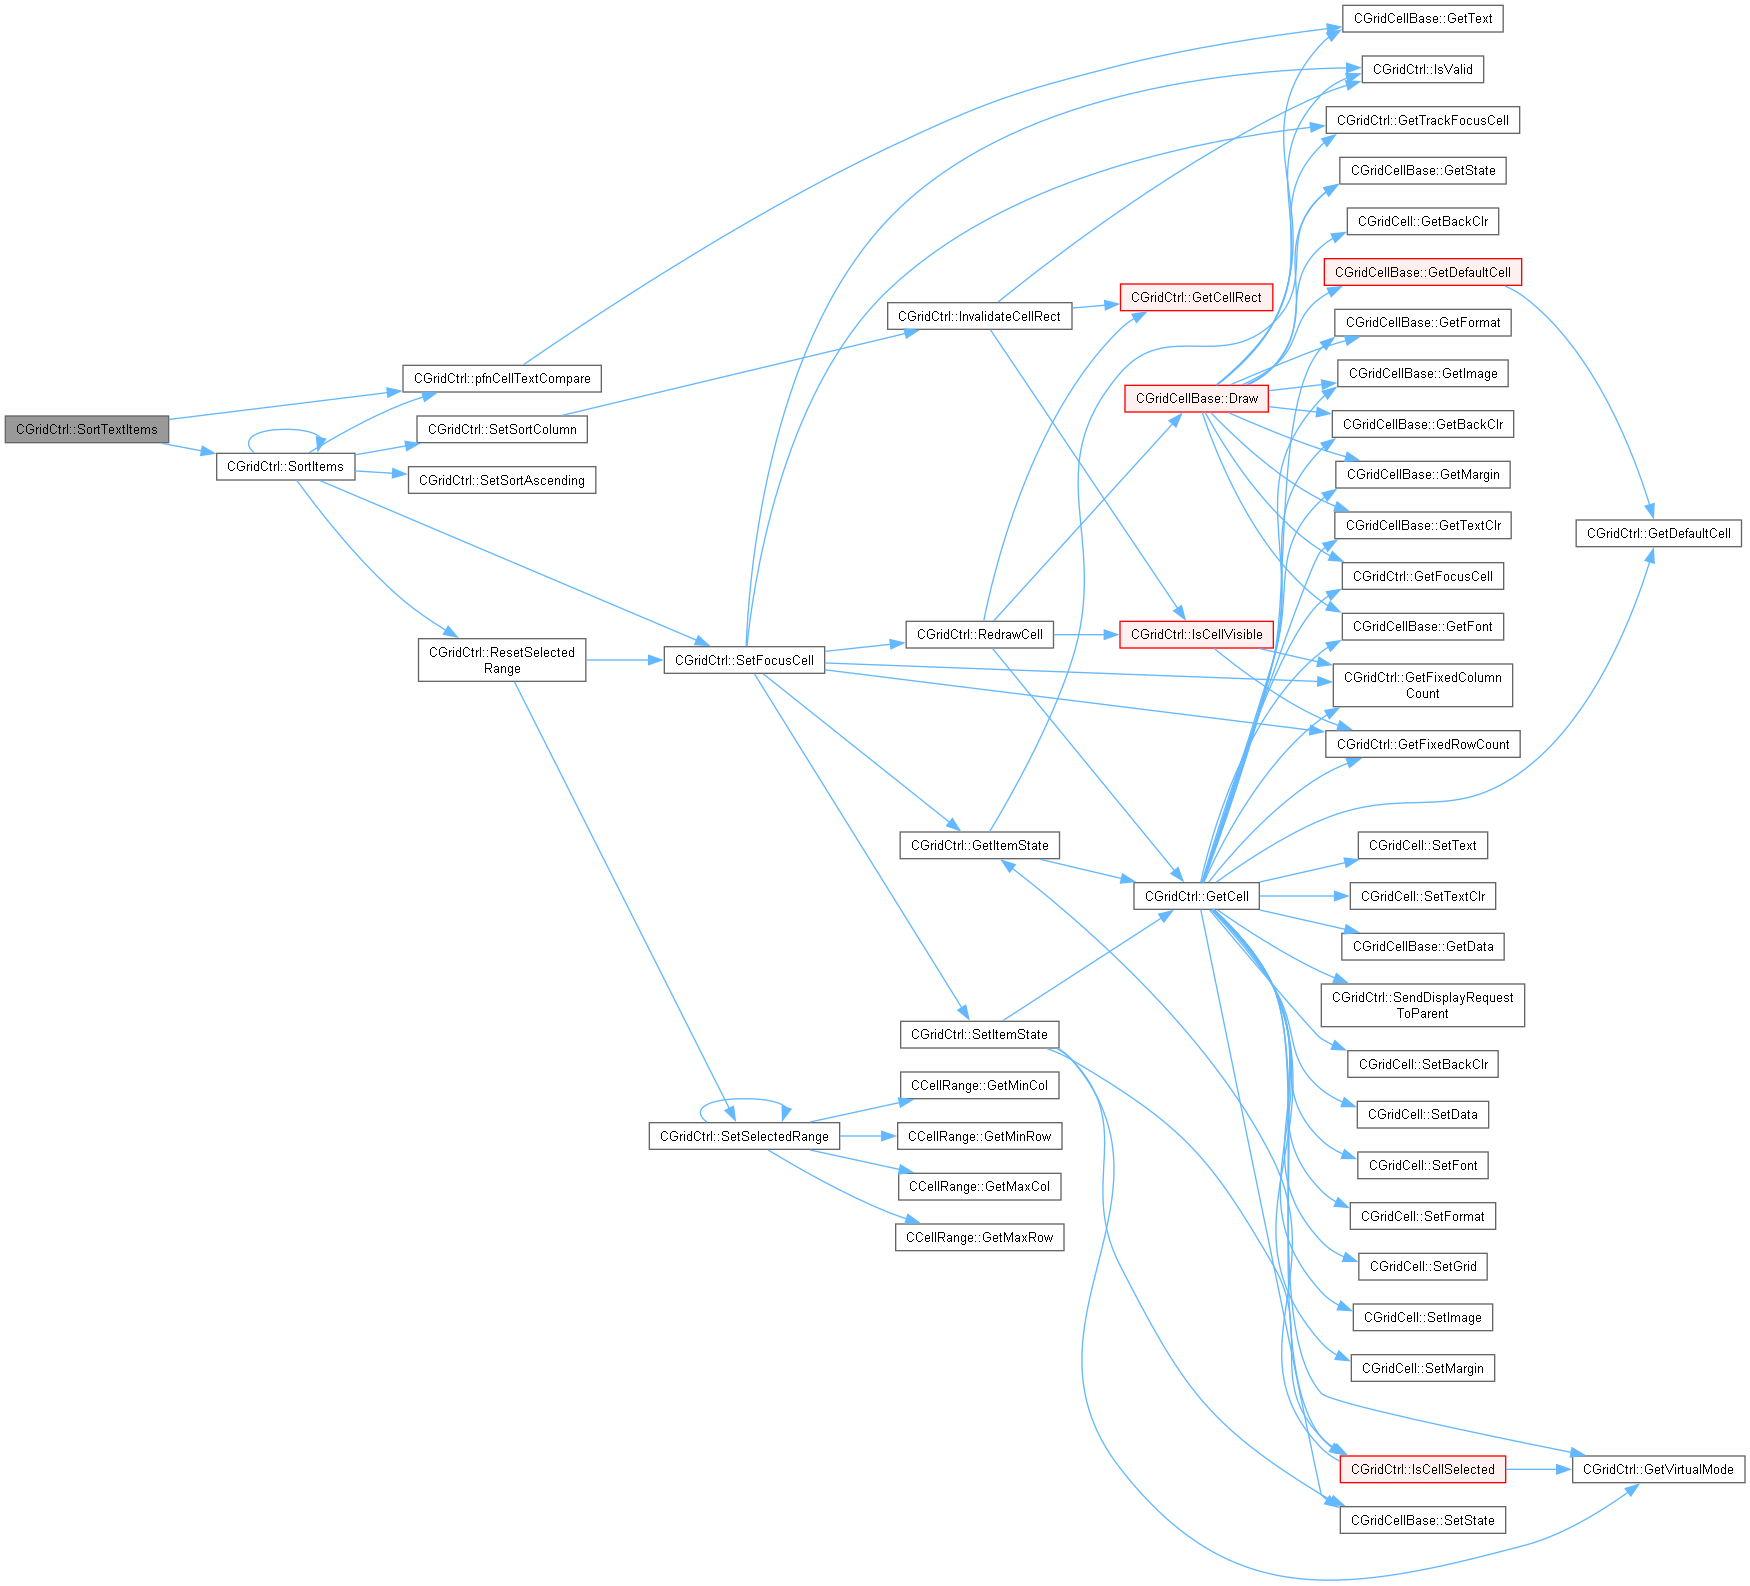 CGridCtrl::SortTextItems
CGridCtrl::SortItems
CGridCtrl::pfnCellTextCompare
CGridCtrl::SetSortColumn
CGridCtrl::SetSortAscending
CGridCtrl::ResetSelected
Range
CGridCtrl::SetFocusCell
CGridCtrl::SetSelectedRange
CGridCtrl::InvalidateCellRect
CGridCtrl::RedrawCell
CGridCtrl::GetItemState
CGridCtrl::SetItemState
CCellRange::GetMinCol
CCellRange::GetMinRow
CCellRange::GetMaxCol
CCellRange::GetMaxRow
CGridCtrl::GetCellRect
CGridCellBase::Draw
CGridCtrl::IsCellVisible
CGridCtrl::GetCell
CGridCellBase::GetText
CGridCtrl::IsValid
CGridCtrl::GetTrackFocusCell
CGridCellBase::GetState
CGridCell::GetBackClr
CGridCellBase::GetDefaultCell
CGridCellBase::GetFormat
CGridCellBase::GetImage
CGridCellBase::GetBackClr
CGridCellBase::GetMargin
CGridCellBase::GetTextClr
CGridCtrl::GetFocusCell
CGridCellBase::GetFont
CGridCtrl::GetFixedColumn
Count
CGridCtrl::GetFixedRowCount
CGridCell::SetText
CGridCell::SetTextClr
CGridCellBase::GetData
CGridCtrl::SendDisplayRequest
ToParent
CGridCell::SetBackClr
CGridCell::SetData
CGridCell::SetFont
CGridCell::SetFormat
CGridCell::SetGrid
CGridCell::SetImage
CGridCell::SetMargin
CGridCtrl::IsCellSelected
CGridCellBase::SetState
CGridCtrl::GetDefaultCell
CGridCtrl::GetVirtualMode